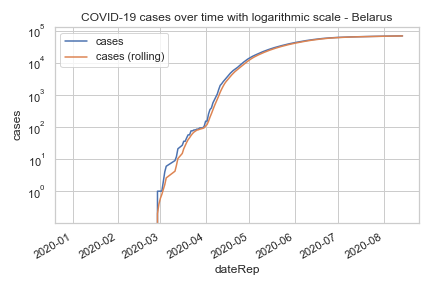 COVID-19 cases over time with logarithmic scale - Belarus
cases
cases (rolling)
10^5
10^4
10^3
10^2
10^1
10^0
cases
2020-01
2020-02
2020-03
2020-04
2020-05
2020-06
2020-07
2020-08
dateRep